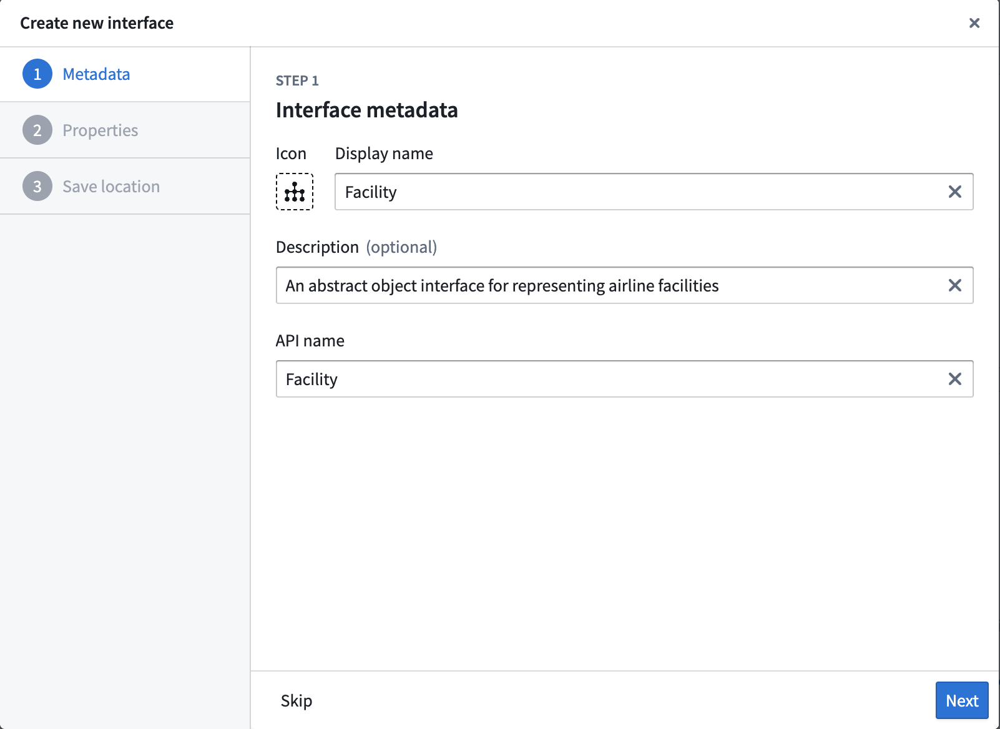 Create new interface
1 Metadata
2 Properties
3 Save location
STEP 1
Interface metadata
Icon Display name
Facility
Description (optional)
An abstract object interface for representing airline facilities
API name
Facility
Skip Next